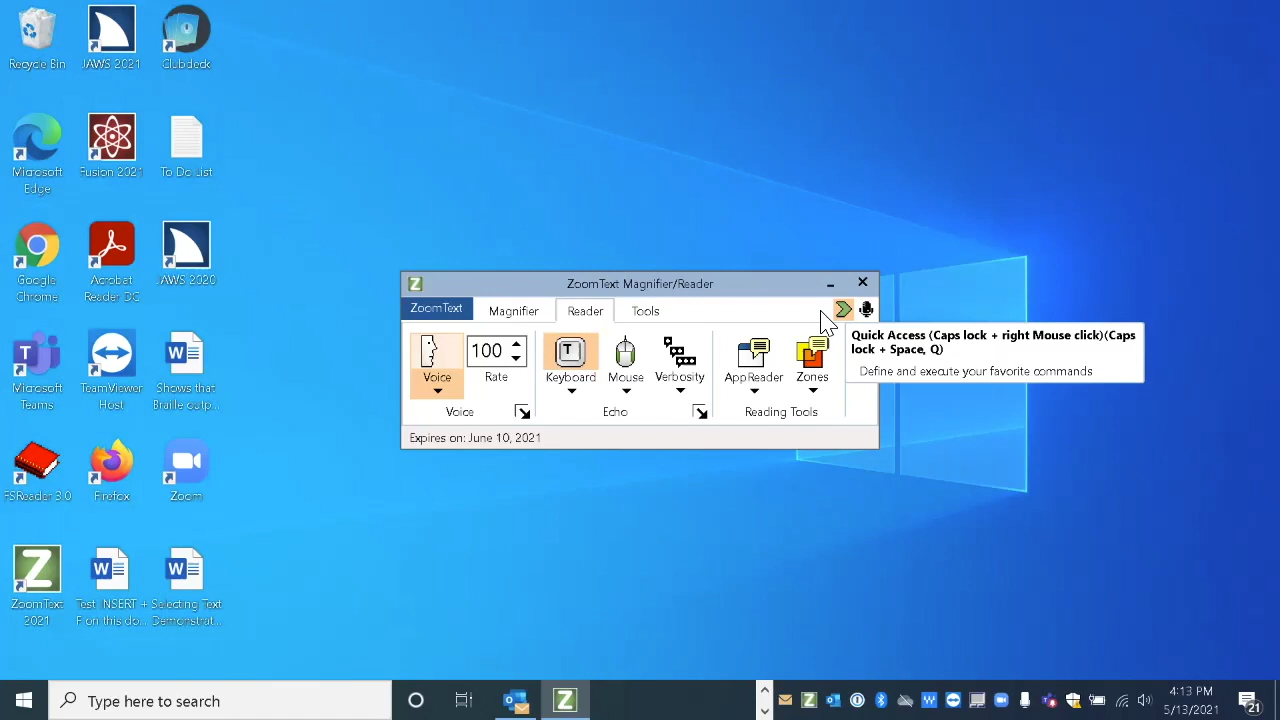 Recycle Bin
JAWS 2021
Clubdeck
Microsoft
Edge
Fusion 2021
To Do List
Google
Chrome
Acrobat
Reader DC
JAWS 2020
Microsoft
Teams
TeamViewer
Host
Shows that
Braille outp...
FSReader 3.0
Firefox
Zoom
ZoomText
2021
Test INSERT +
F on this do...
Selecting Text
Demonstrat...
ZoomText Magnifier/Reader
ZoomText
Magnifier
Reader
Tools
Voice
100
Rate
Keyboard
Mouse
Verbosity
AppReader
Zones
Voice
Echo
Reading Tools
Expires on: June 10, 2021
Quick Access (Caps lock + right Mouse click)(Caps
lock + Space, Q)
Define and execute your favorite commands
Type here to search
4:13 PM
5/13/2021
21